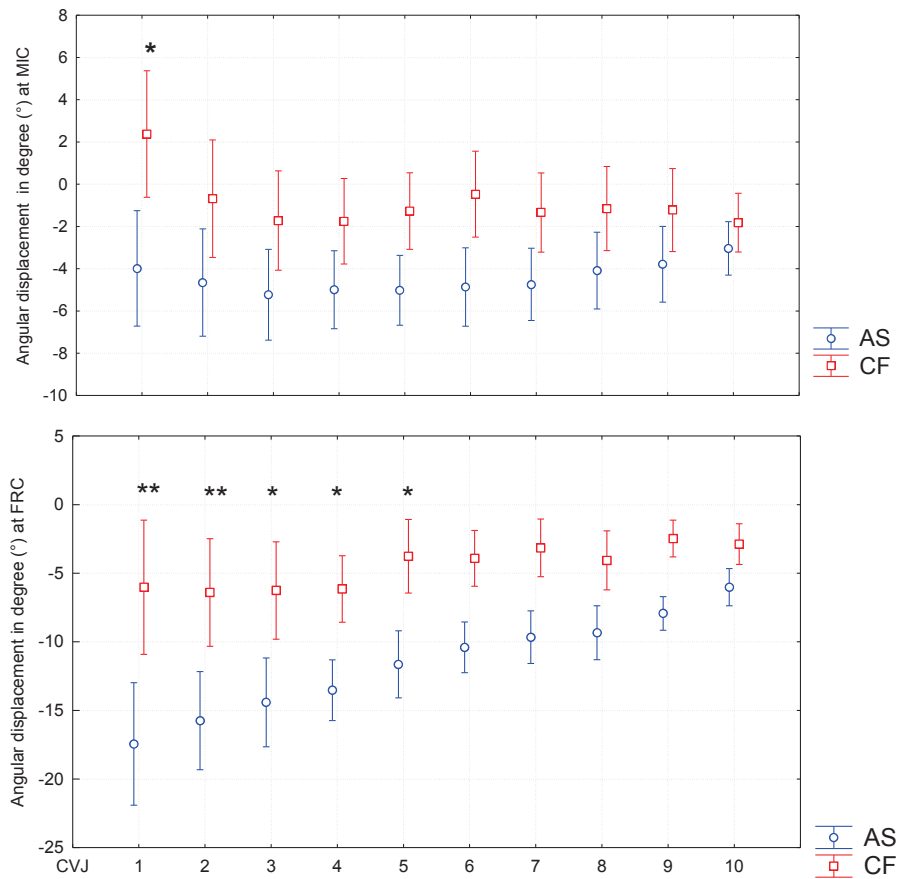 Angular displacement in degree (°) at MIC
8
6
4
2
0
-2
-4
-6
-8
-10
*
AS
CF
Angular displacement in degree (°) at FRC
5
0
-5
-10
-15
-20
-25
** ** * * *
CVJ 1 2 3 4 5 6 7 8 9 10
AS
CF